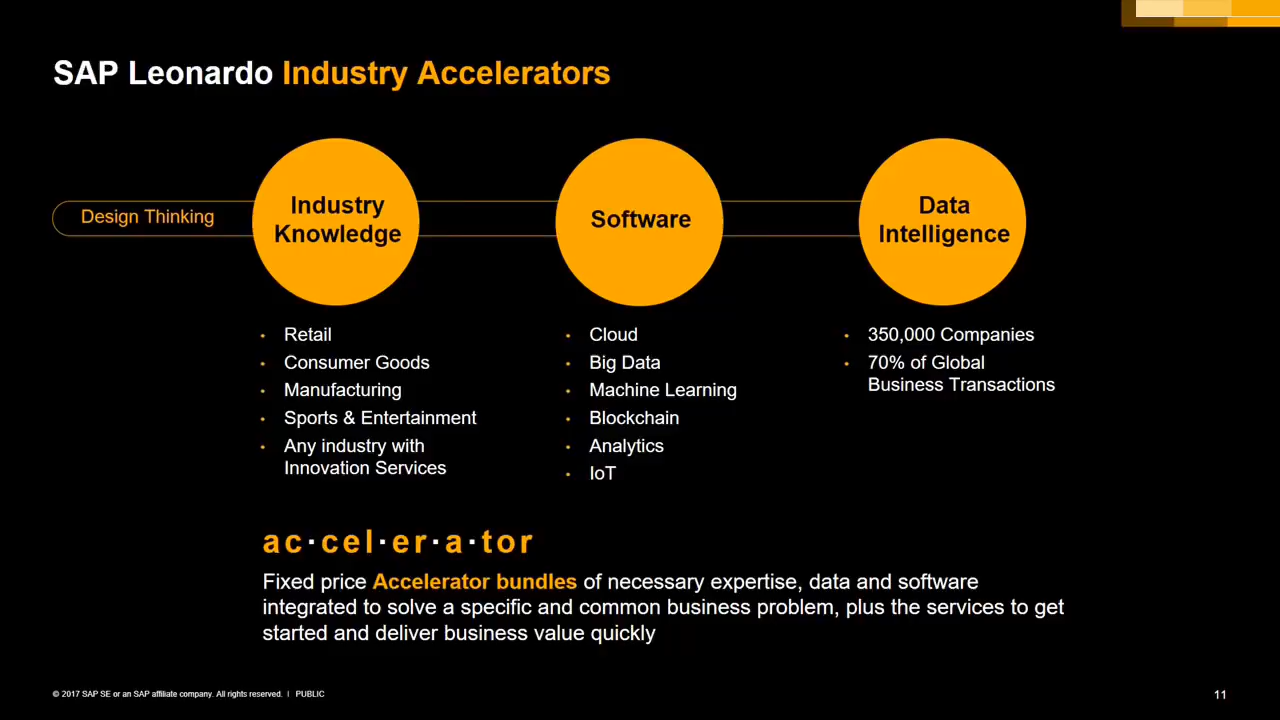 SAP Leonardo Industry Accelerators
Design Thinking
Industry
Knowledge
Software
Data
Intelligence
• Retail
• Consumer Goods
• Manufacturing
• Sports & Entertainment
• Any industry with
Innovation Services
• Cloud
• Big Data
• Machine Learning
• Blockchain
• Analytics
• IoT
• 350,000 Companies
• 70% of Global
Business Transactions
ac·cel·er·a·tor
Fixed price Accelerator bundles of necessary expertise, data and software
integrated to solve a specific and common business problem, plus the services to get
started and deliver business value quickly
© 2017 SAP SE or an SAP affiliate company. All rights reserved. | PUBLIC
11